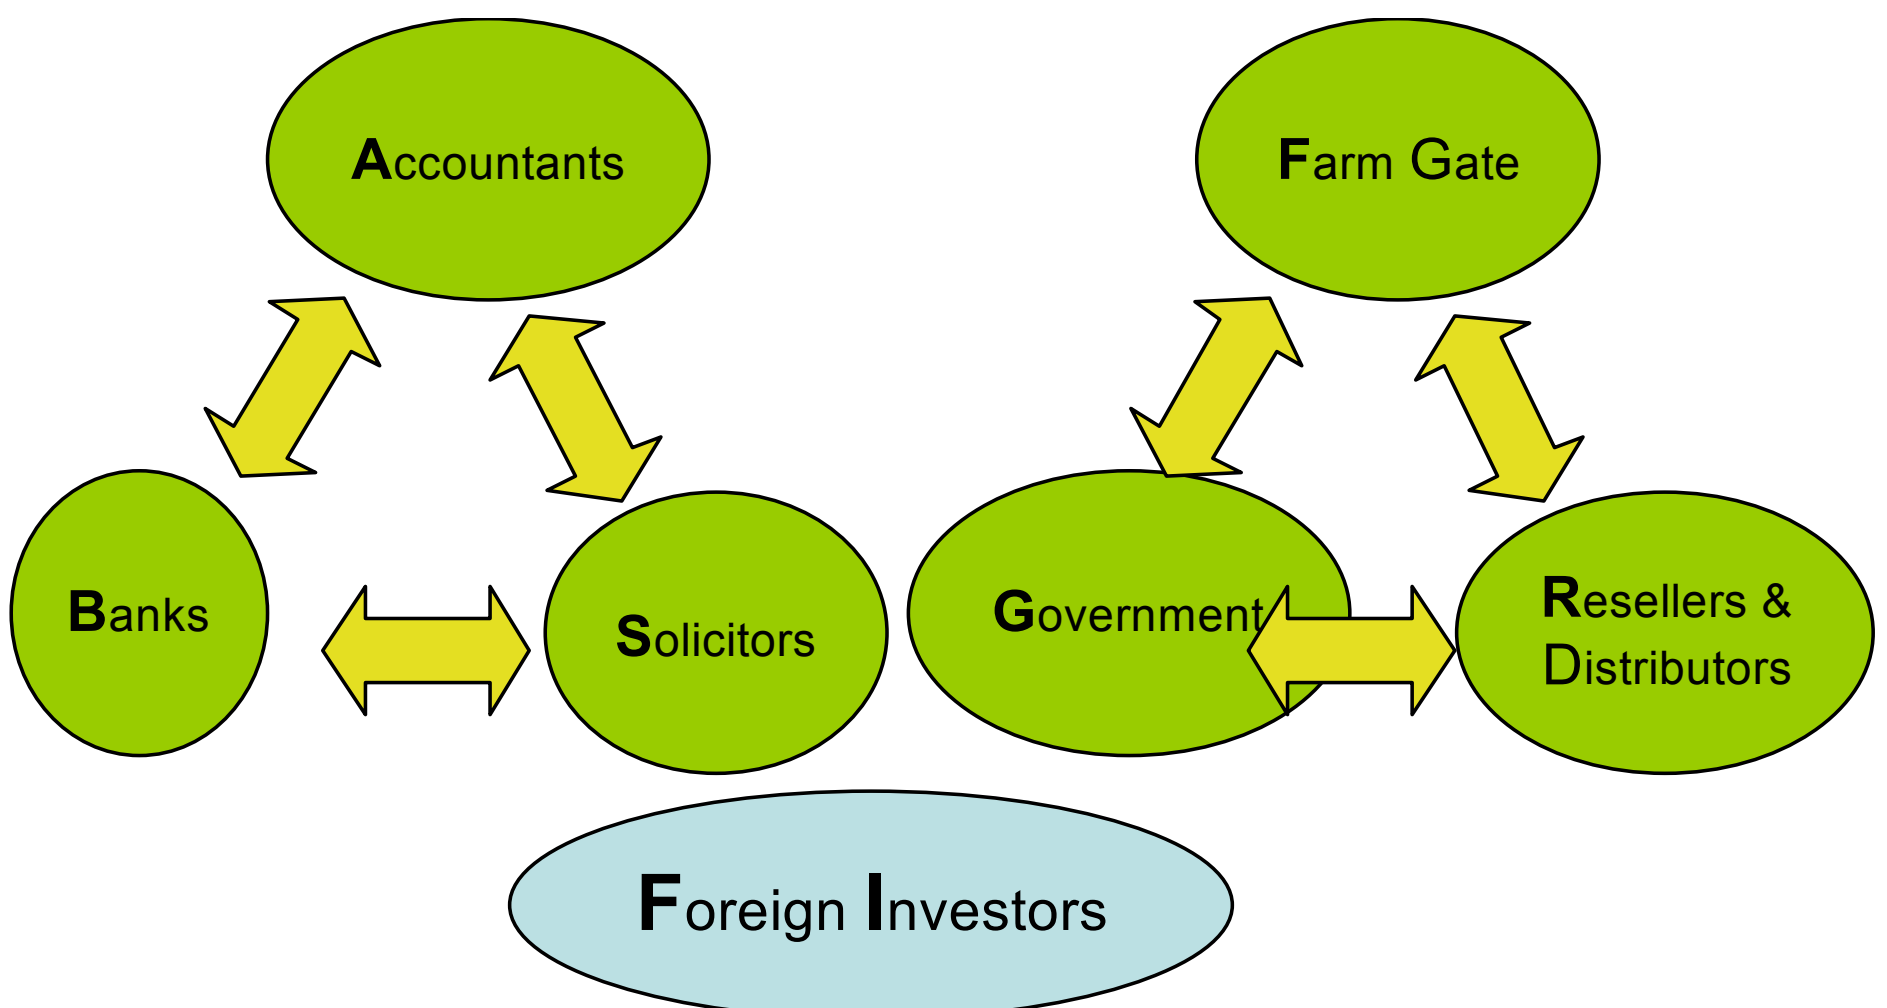 Accountants
Farm Gate
Banks
Solicitors
Government
Resellers &
Distributors
Foreign Investors